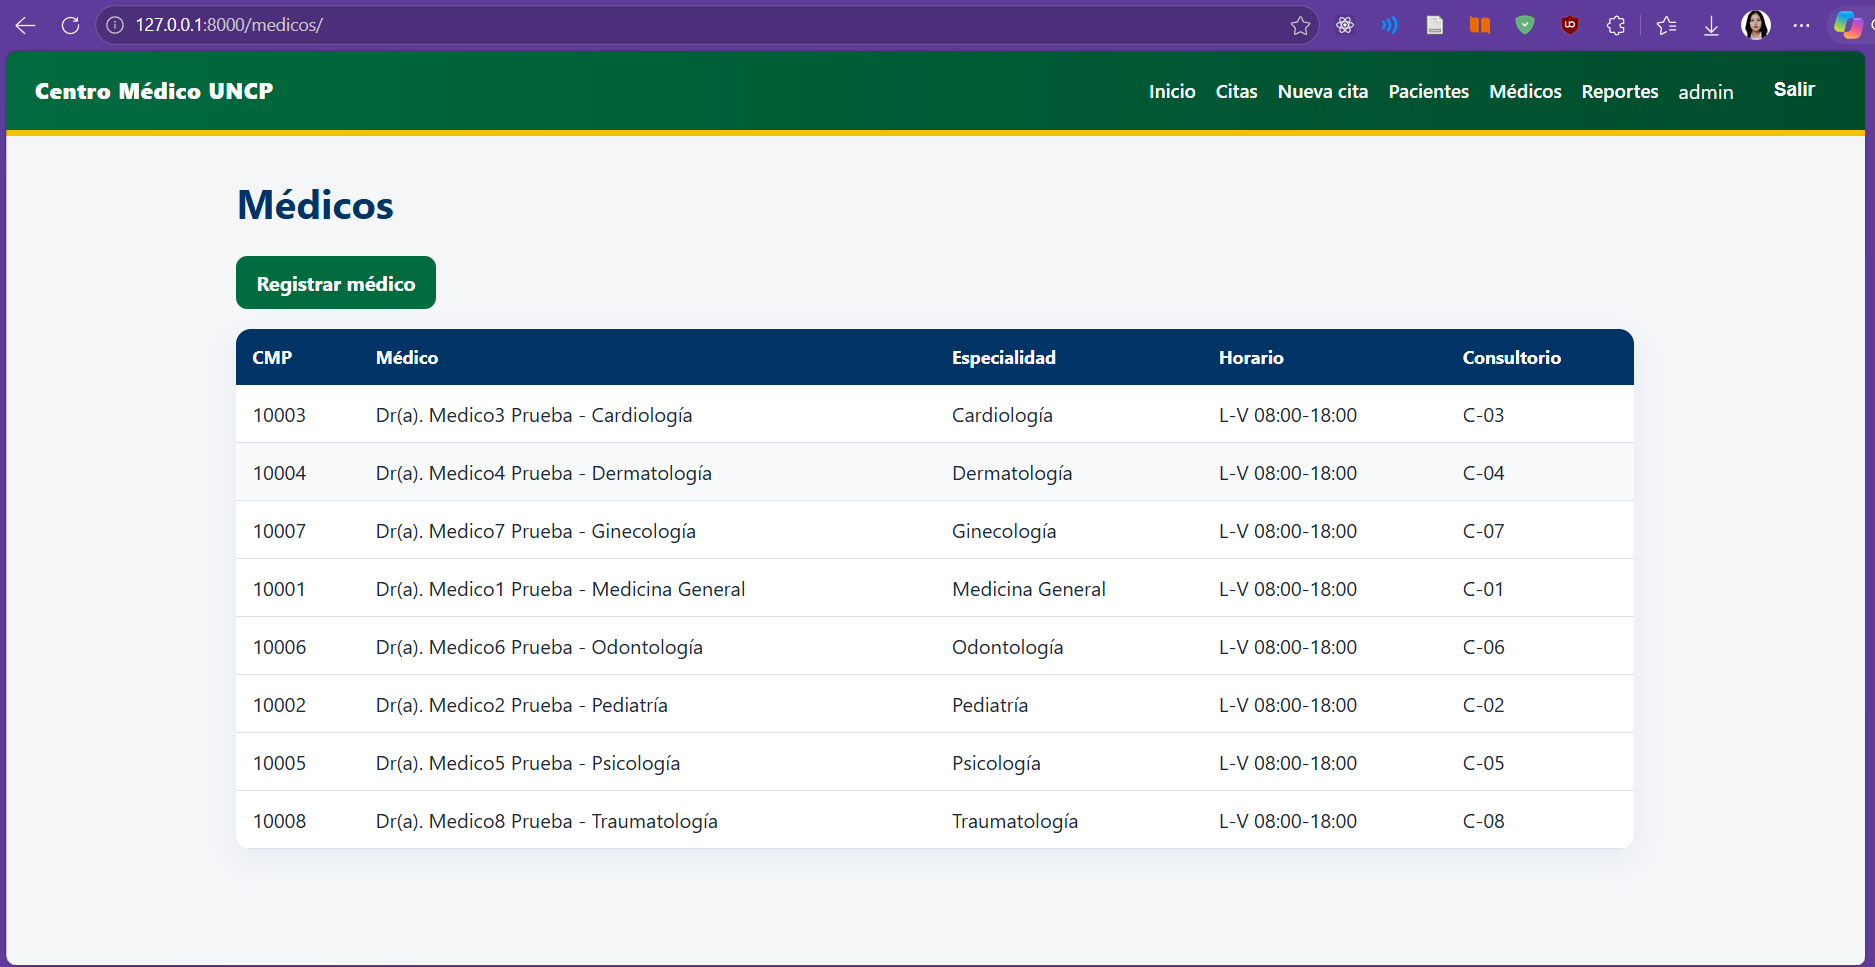 127.0.0.1:8000/medicos/
Centro Médico UNCP Inicio Citas Nueva cita Pacientes Médicos Reportes admin Salir
Médicos
Registrar médico
CMP Médico Especialidad Horario Consultorio
10003 Dr(a). Medico3 Prueba - Cardiología Cardiología L-V 08:00-18:00 C-03
10004 Dr(a). Medico4 Prueba - Dermatología Dermatología L-V 08:00-18:00 C-04
10007 Dr(a). Medico7 Prueba - Ginecología Ginecología L-V 08:00-18:00 C-07
10001 Dr(a). Medico1 Prueba - Medicina General Medicina General L-V 08:00-18:00 C-01
10006 Dr(a). Medico6 Prueba - Odontología Odontología L-V 08:00-18:00 C-06
10002 Dr(a). Medico2 Prueba - Pediatría Pediatría L-V 08:00-18:00 C-02
10005 Dr(a). Medico5 Prueba - Psicología Psicología L-V 08:00-18:00 C-05
10008 Dr(a). Medico8 Prueba - Traumatología Traumatología L-V 08:00-18:00 C-08